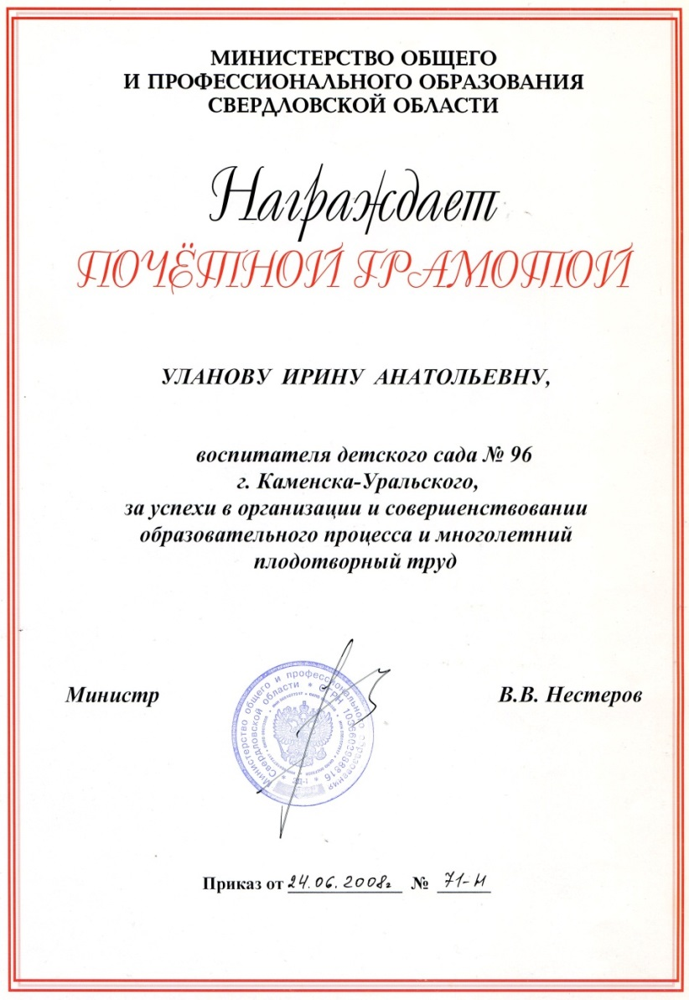 МИНИСТЕРСТВО ОБЩЕГО
И ПРОФЕССИОНАЛЬНОГО ОБРАЗОВАНИЯ
СВЕРДЛОВСКОЙ ОБЛАСТИ
Награждает
ПОЧЁТНОЙ ГРАМОТОЙ
УЛАНОВУ ИРИНУ АНАТОЛЬЕВНУ,
воспитателя детского сада № 96
г. Каменска-Уральского,
за успехи в организации и совершенствовании
образовательного процесса и многолетний
плодотворный труд
Министр
Министерство общего и профессионального образования
Свердловской области * ОГРН 1036602998816 *
В.В. Нестеров
Приказ от 24.06.2008г № 71-Н